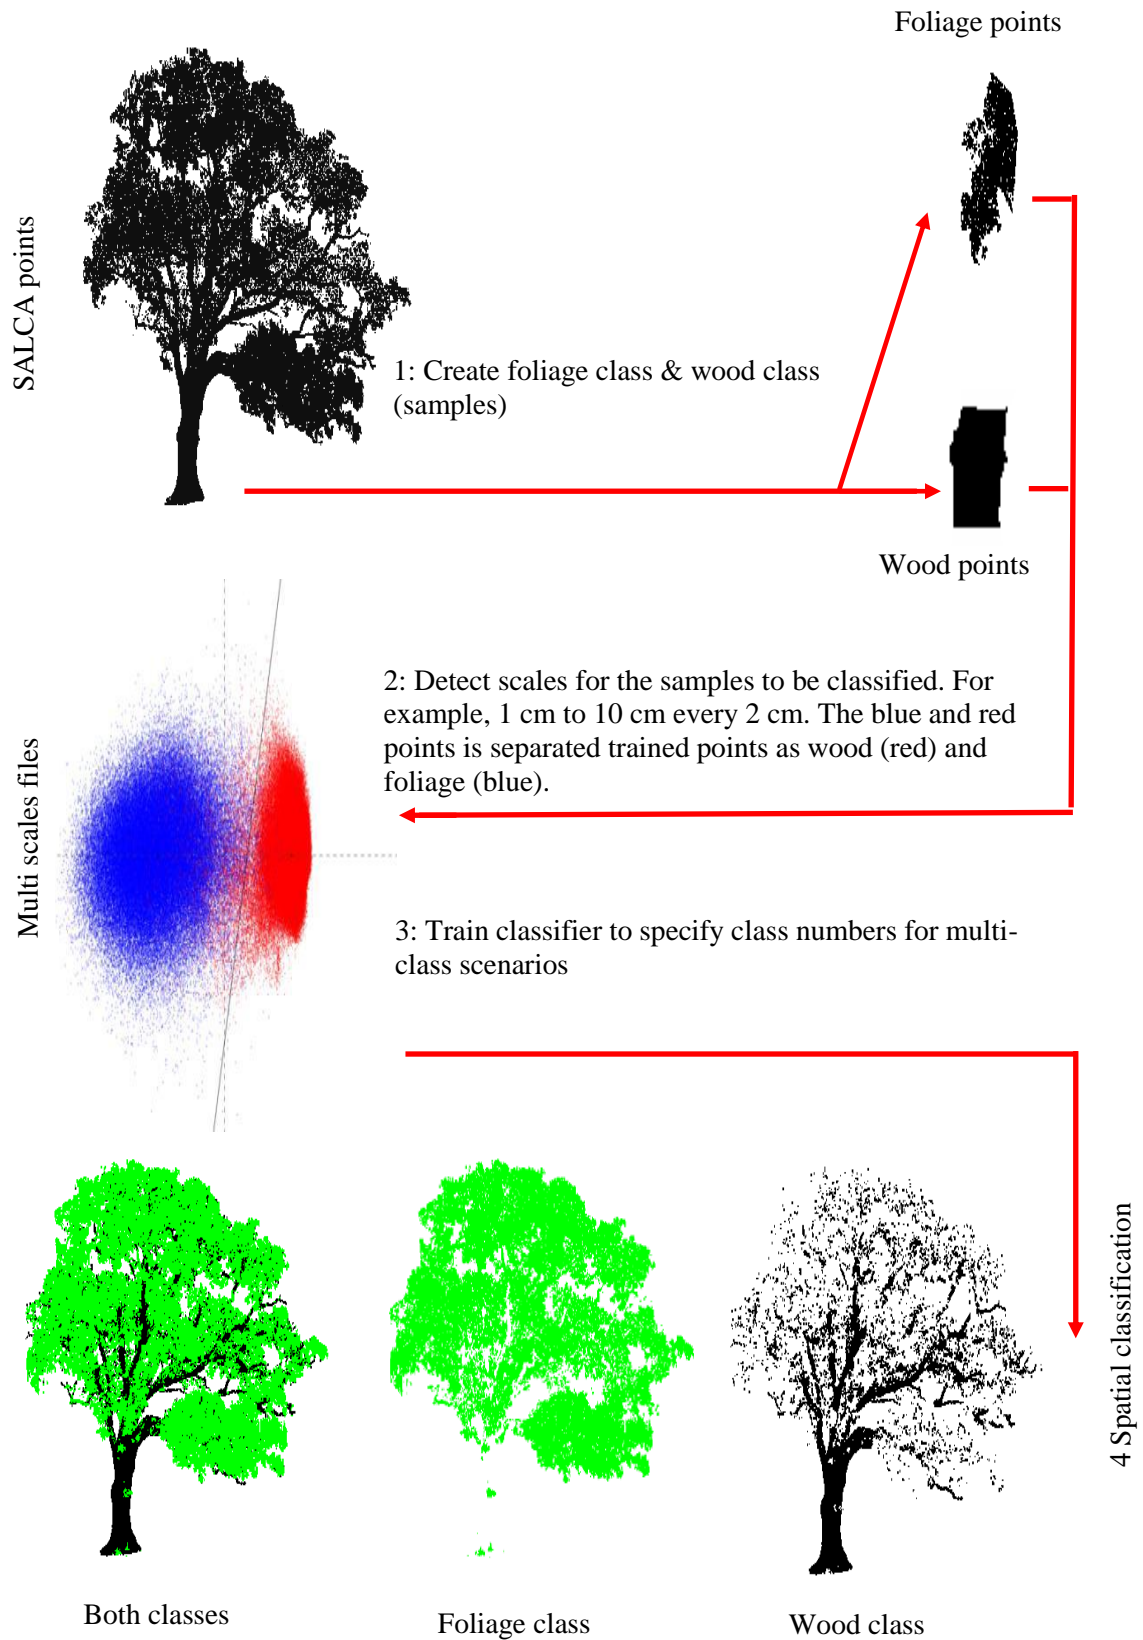 Foliage points
SALCA points
1: Create foliage class & wood class
(samples)
Wood points
2: Detect scales for the samples to be classified. For
example, 1 cm to 10 cm every 2 cm. The blue and red
points is separated trained points as wood (red) and
foliage (blue).
Multi scales files
3: Train classifier to specify class numbers for multi-
class scenarios
4 Spatial classification
Both classes
Foliage class
Wood class